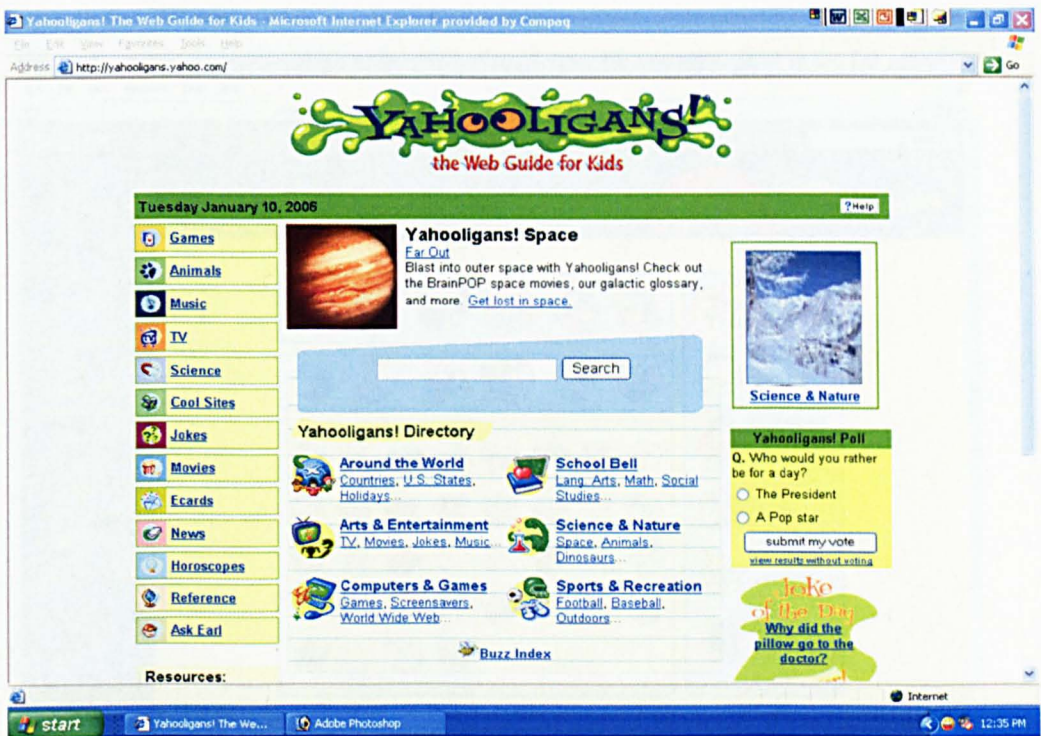 Yahooligans! The Web Guide for Kids - Microsoft Internet Explorer provided by Compaq
File Edit View Favorites Tools Help
Address http://yahooligans.yahoo.com/ Go
YAHOOLIGANS!
the Web Guide for Kids
Tuesday January 10, 2006 ?Help
Games
Animals
Music
TV
Science
Cool Sites
Jokes
Movies
Ecards
News
Horoscopes
Reference
Ask Earl
Resources:
Yahooligans! Space
Far Out
Blast into outer space with Yahooligans! Check out
the BrainPOP space movies, our galactic glossary,
and more. Get lost in space.
Search
Yahooligans! Directory
Around the World
Countries, U.S. States,
Holidays...
School Bell
Lang. Arts, Math, Social
Studies...
Arts & Entertainment
TV, Movies, Jokes, Music...
Science & Nature
Space, Animals,
Dinosaurs...
Computers & Games
Games, Screensavers,
World Wide Web...
Sports & Recreation
Football, Baseball,
Outdoors...
Buzz Index
Science & Nature
Yahooligans! Poll
Q. Who would you rather
be for a day?
The President
A Pop star
submit my vote
view results without voting
Joke
of the Day
Why did the
pillow go to the
doctor?
Internet
start Yahooligans! The We... Adobe Photoshop 12:35 PM